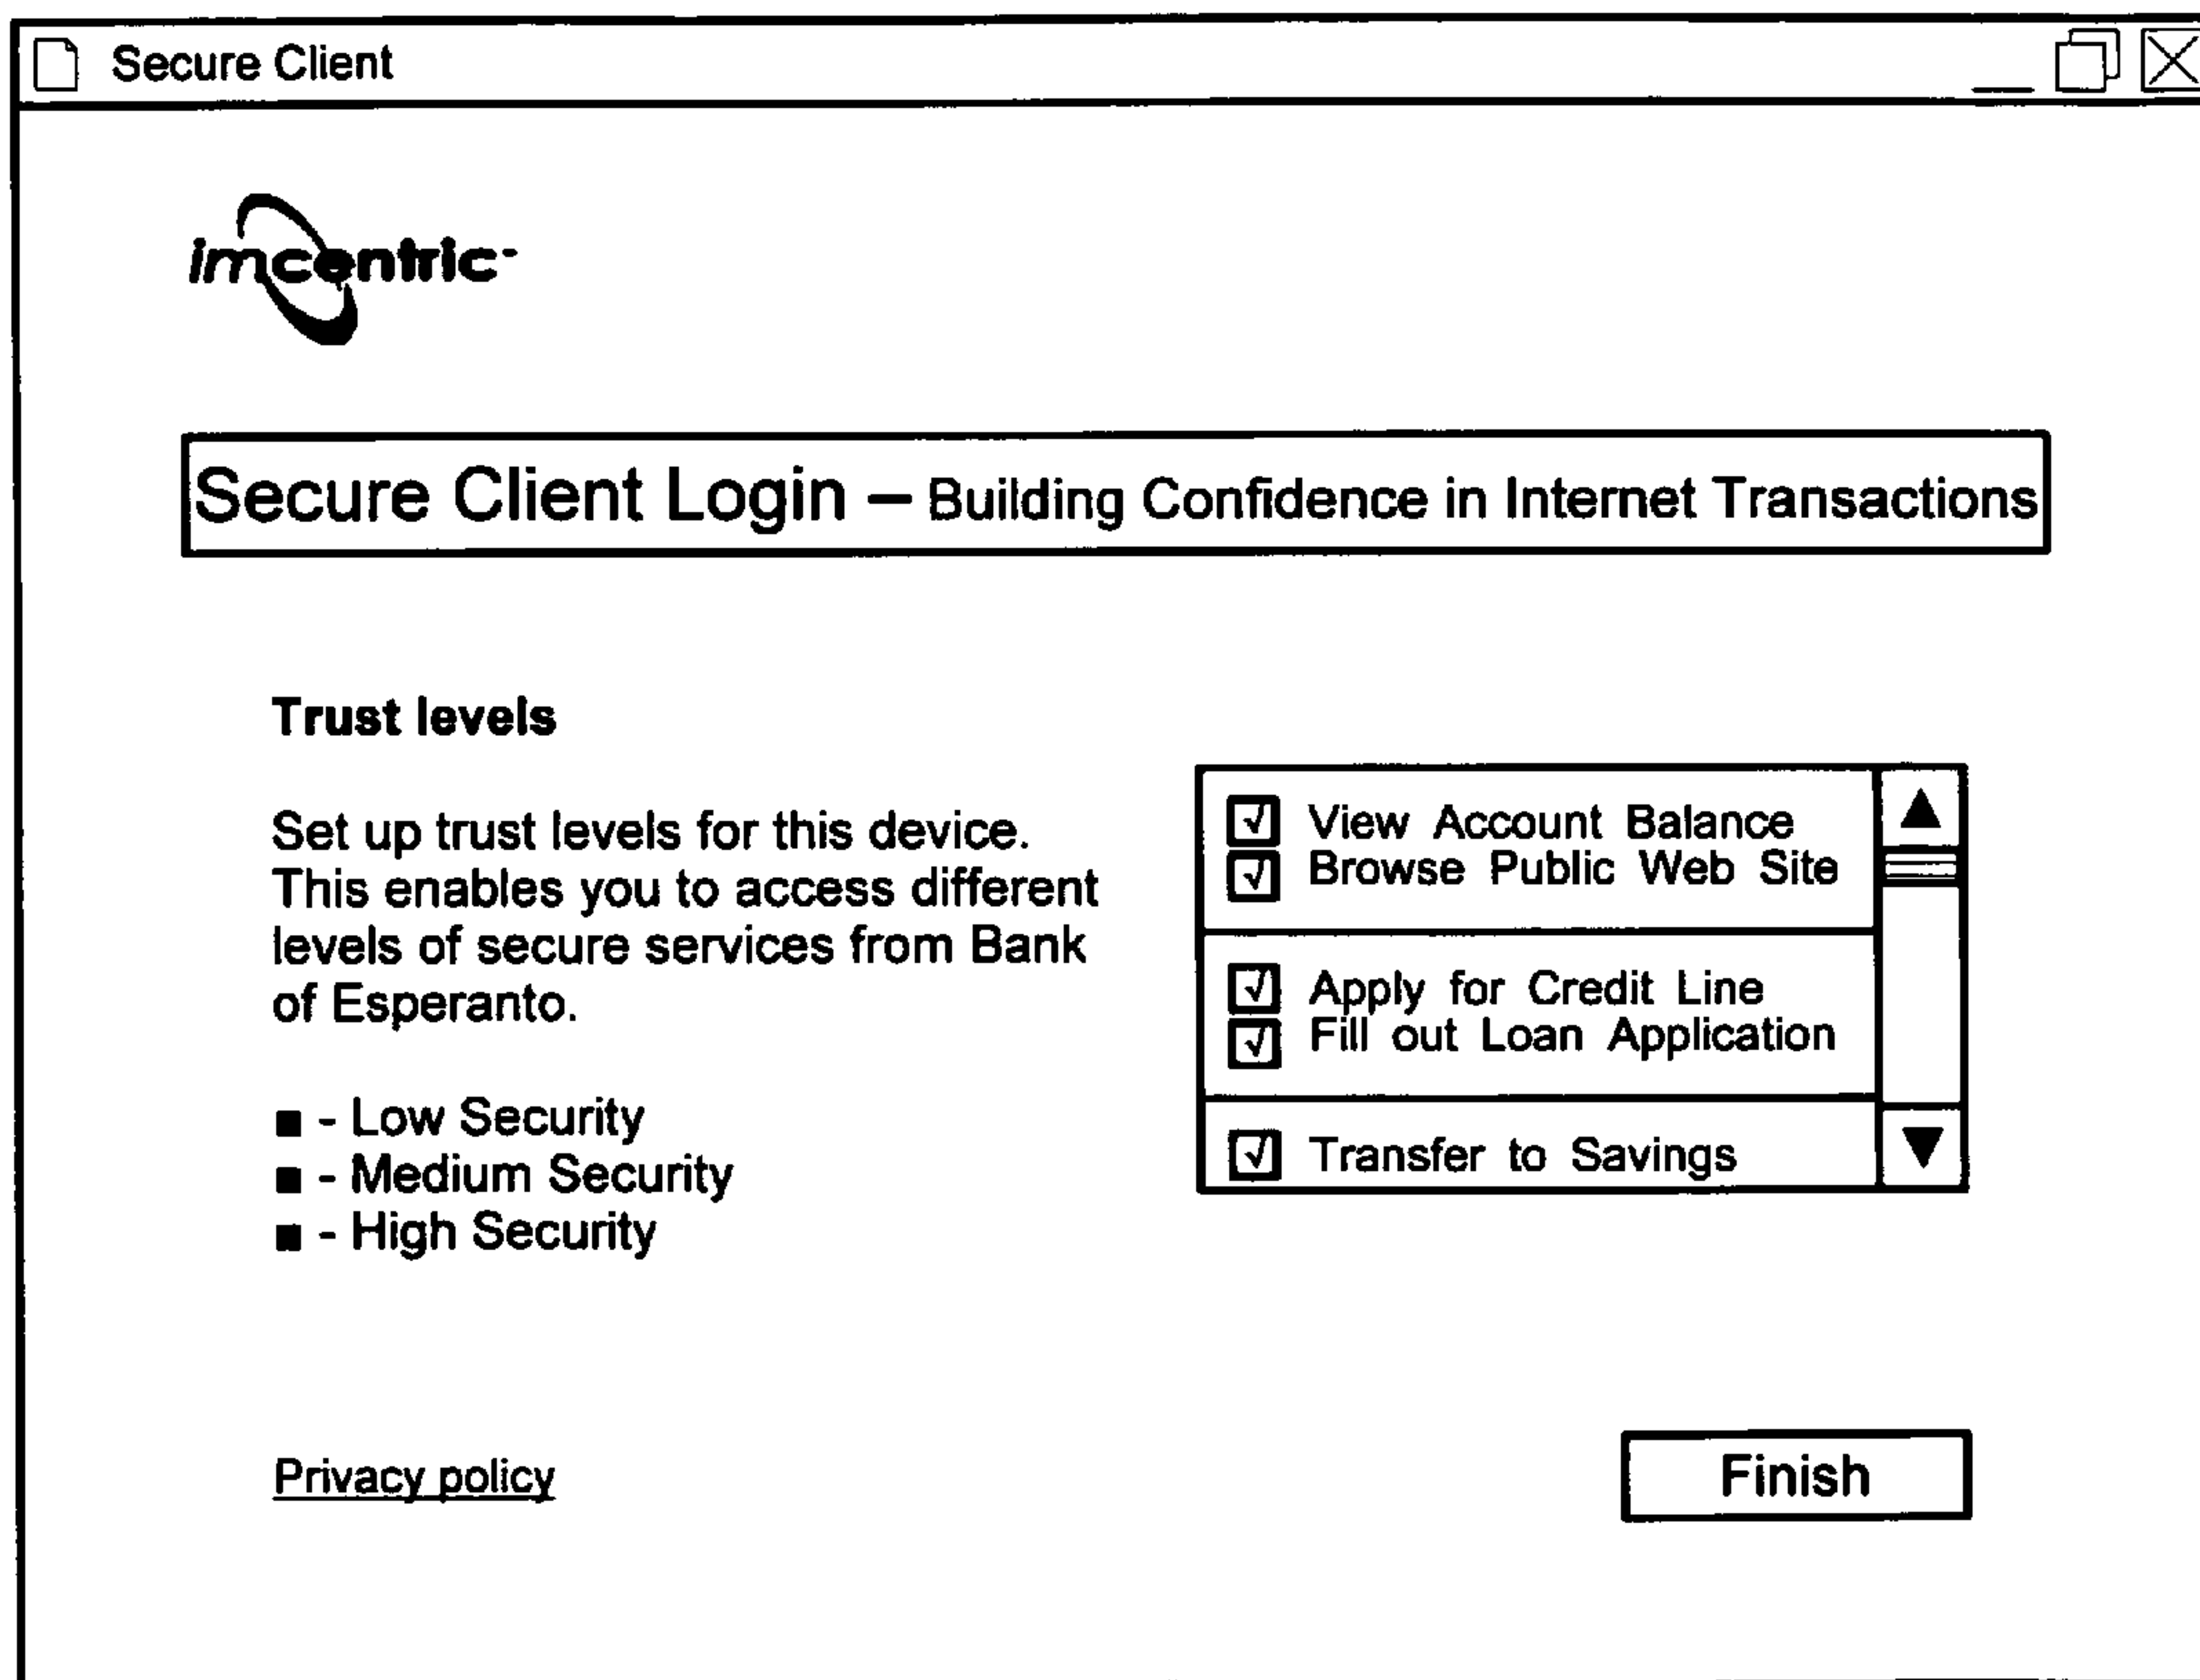 Secure Client
imcentric
Secure Client Login — Building Confidence in Internet Transactions
Trust levels
Set up trust levels for this device.
This enables you to access different
levels of secure services from Bank
of Esperanto.
- Low Security
- Medium Security
- High Security
View Account Balance
Browse Public Web Site
Apply for Credit Line
Fill out Loan Application
Transfer to Savings
Privacy policy
Finish